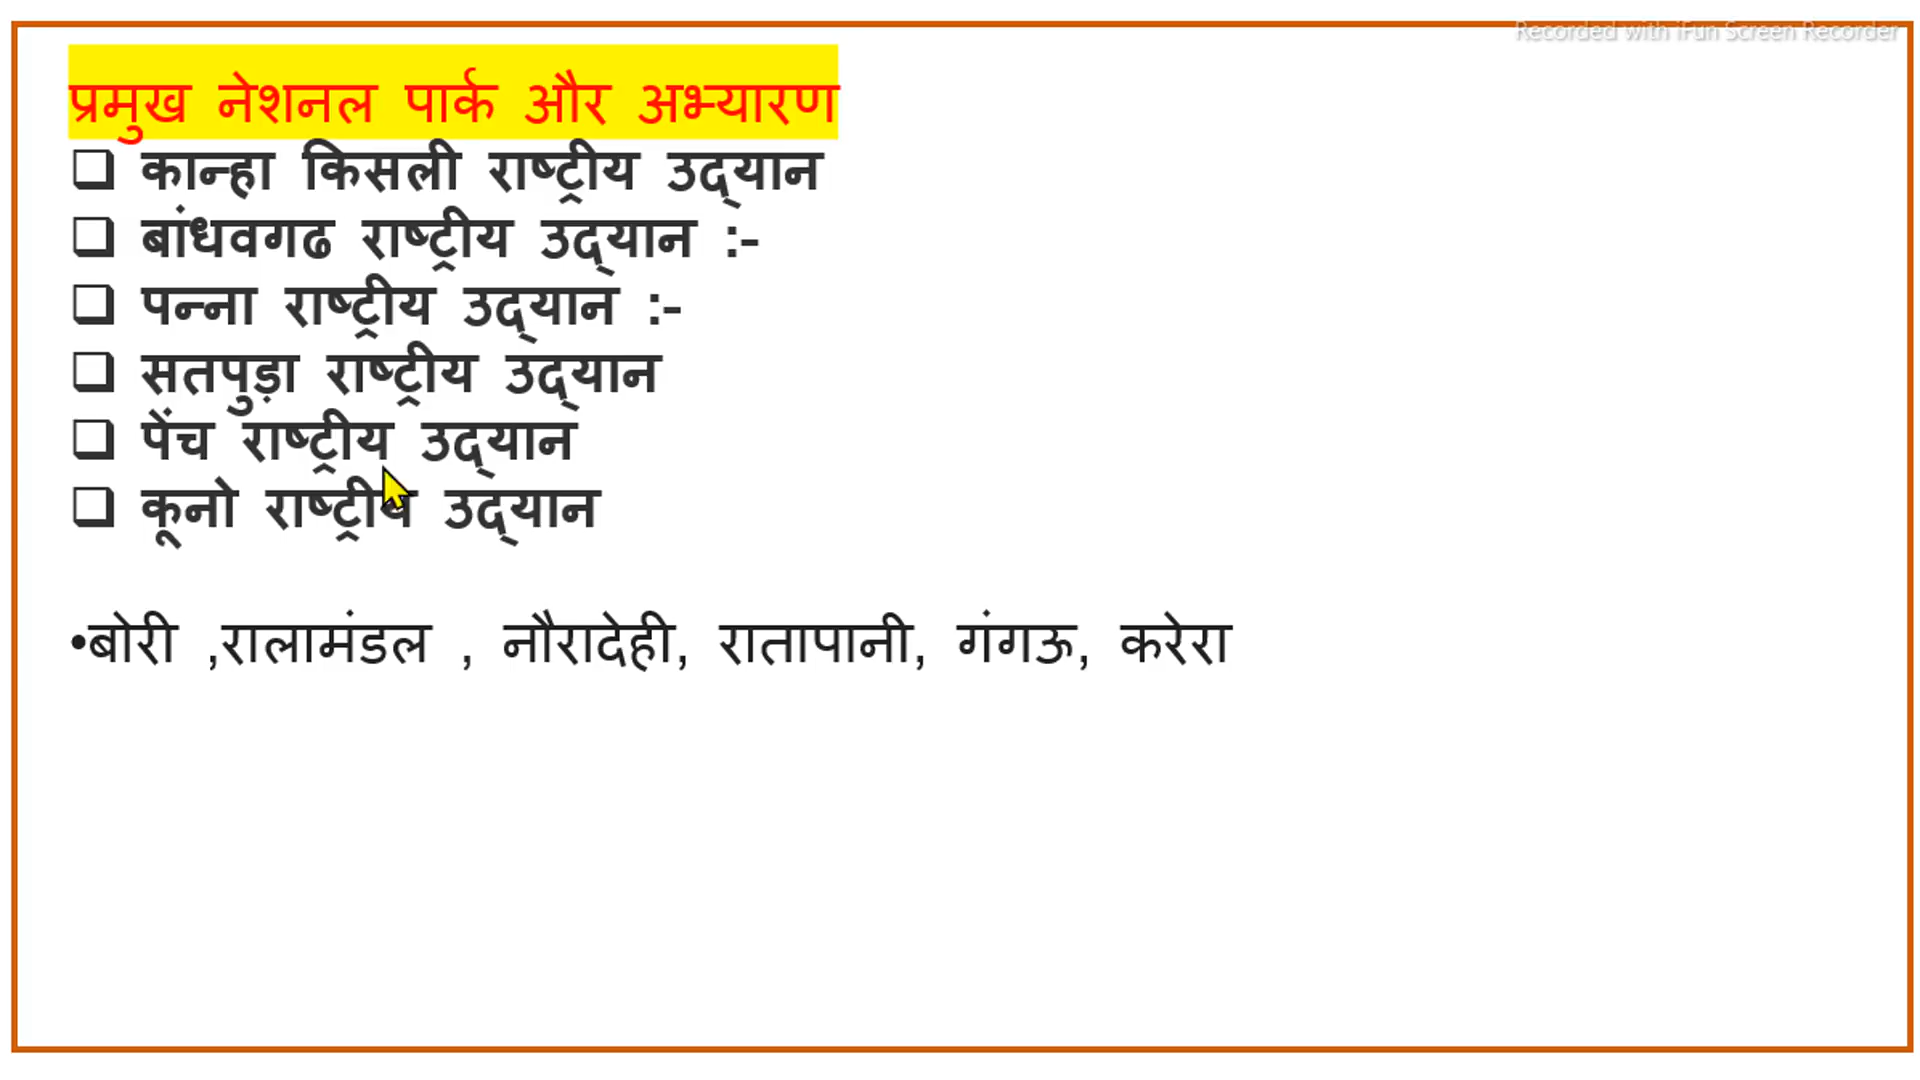 Recorded with iFun Screen Recorder
प्रमुख नेशनल पार्क और अभ्यारण
❑ कान्हा किसली राष्ट्रीय उद्यान
❑ बांधवगढ राष्ट्रीय उद्यान :-
❑ पन्ना राष्ट्रीय उद्यान :-
❑ सतपुड़ा राष्ट्रीय उद्यान
❑ पेंच राष्ट्रीय उद्यान
❑ कूनो राष्ट्रीय उद्यान
•बोरी ,रालामंडल , नौरादेही, रातापानी, गंगऊ, करेरा